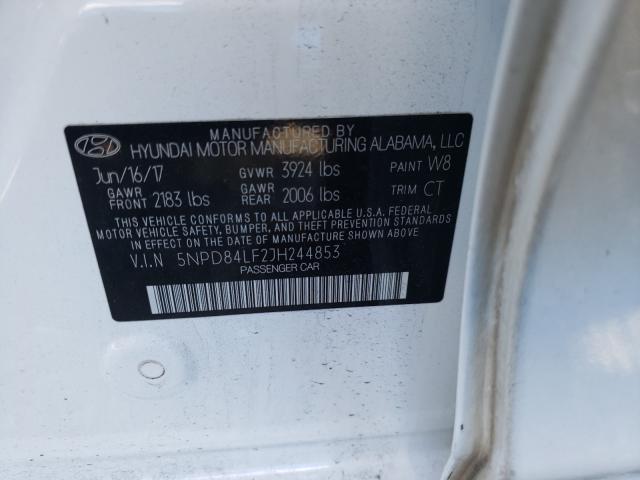 MANUFACTURED BY
HYUNDAI MOTOR MANUFACTURING ALABAMA, LLC
Jun/16/17 GVWR 3924 lbs PAINT W8
GAWR FRONT 2183 lbs GAWR REAR 2006 lbs TRIM CT
THIS VEHICLE CONFORMS TO ALL APPLICABLE U.S.A. FEDERAL
MOTOR VEHICLE SAFETY, BUMPER, AND THEFT PREVENTION STANDARDS
IN EFFECT ON THE DATE OF MANUFACTURE SHOWN ABOVE.
V.I.N 5NPD84LF2JH244853
PASSENGER CAR